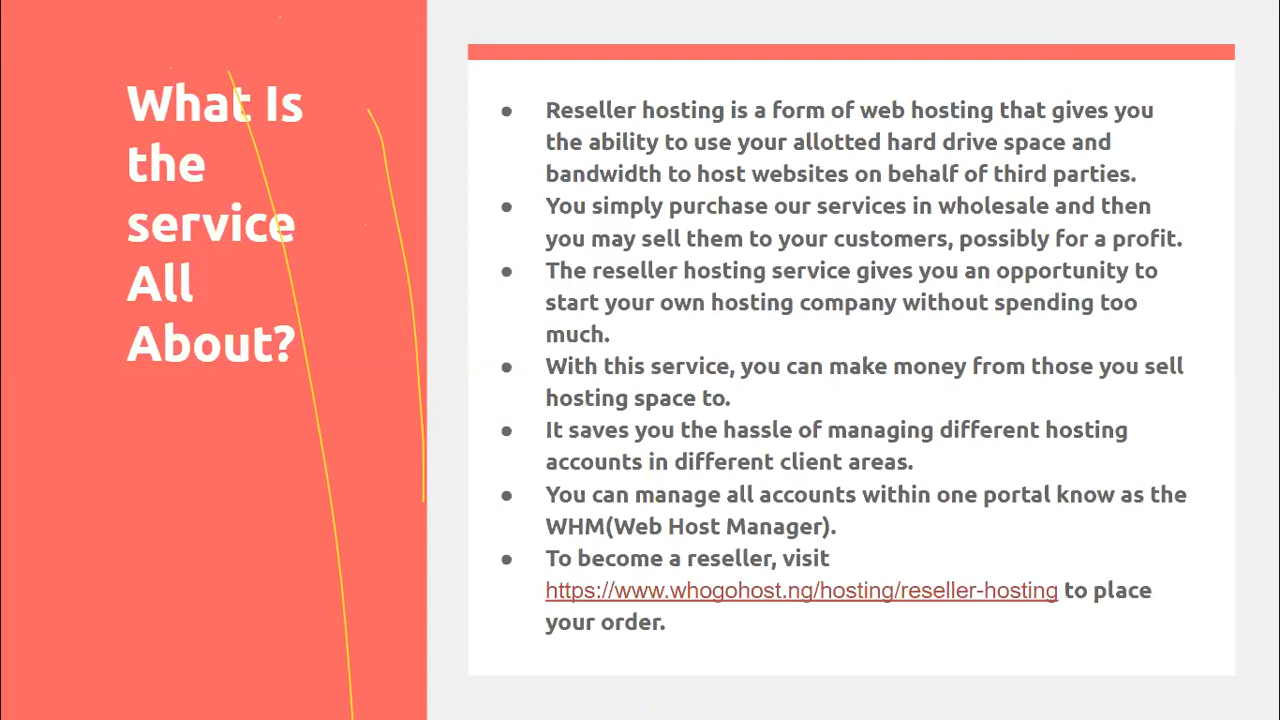 What Is
the
service
All
About?
● Reseller hosting is a form of web hosting that gives you
the ability to use your allotted hard drive space and
bandwidth to host websites on behalf of third parties.
● You simply purchase our services in wholesale and then
you may sell them to your customers, possibly for a profit.
● The reseller hosting service gives you an opportunity to
start your own hosting company without spending too
much.
● With this service, you can make money from those you sell
hosting space to.
● It saves you the hassle of managing different hosting
accounts in different client areas.
● You can manage all accounts within one portal know as the
WHM(Web Host Manager).
● To become a reseller, visit
https://www.whogohost.ng/hosting/reseller-hosting to place
your order.